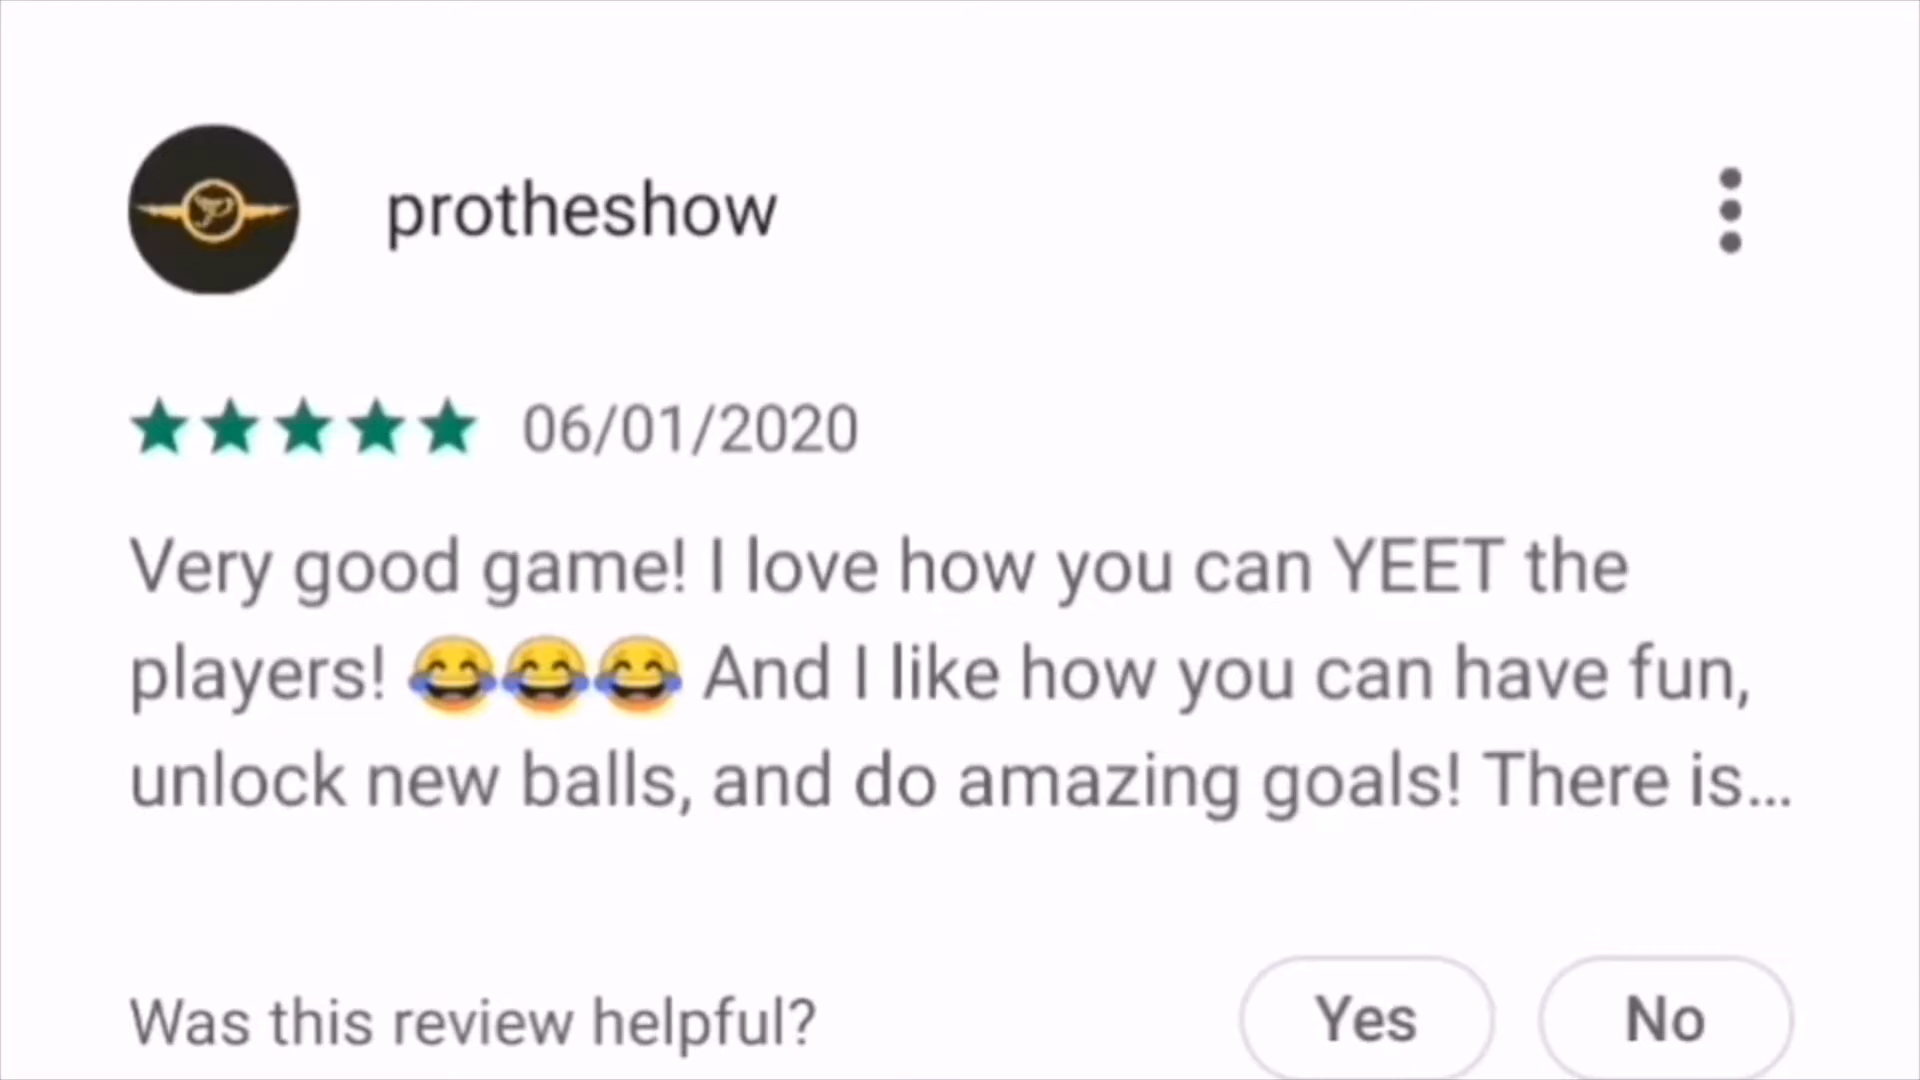 protheshow
06/01/2020
Very good game! I love how you can YEET the
players! 😂😂😂 And I like how you can have fun,
unlock new balls, and do amazing goals! There is...
Was this review helpful?
Yes
No